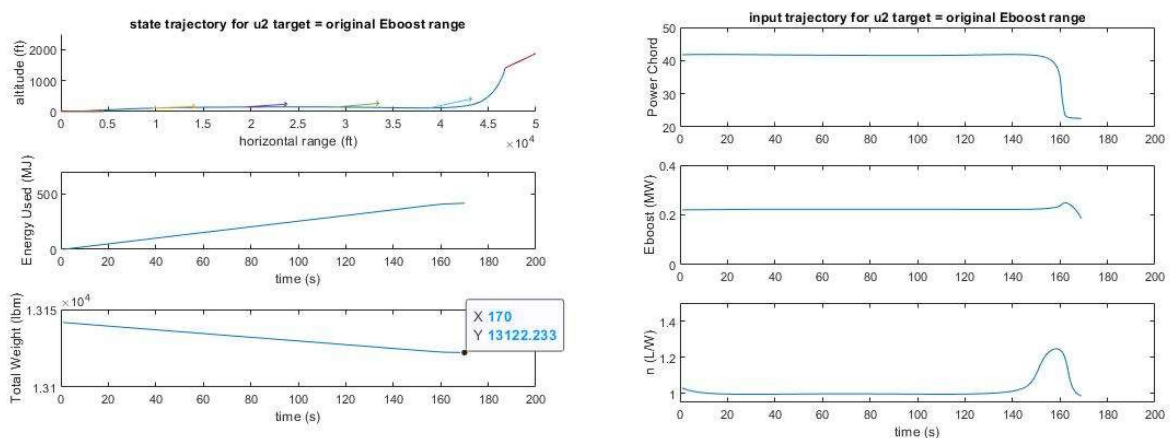 state trajectory for u2 target = original Eboost range
altitude (ft)
2000
1000
0
0 0.5 1 1.5 2 2.5 3 3.5 4 4.5 5
horizontal range (ft)
× 10⁴
Energy Used (MJ)
500
0
0 20 40 60 80 100 120 140 160 180 200
time (s)
Total Weight (lbm)
× 10⁴
1.315
1.31
X 170
Y 13122.233
0 20 40 60 80 100 120 140 160 180 200
time (s)
input trajectory for u2 target = original Eboost range
Power Chord
50
40
30
20
0 20 40 60 80 100 120 140 160 180 200
Eboost (MW)
0.4
0.2
0
0 20 40 60 80 100 120 140 160 180 200
n (L/W)
1.4
1.2
1
0 20 40 60 80 100 120 140 160 180 200
time (s)